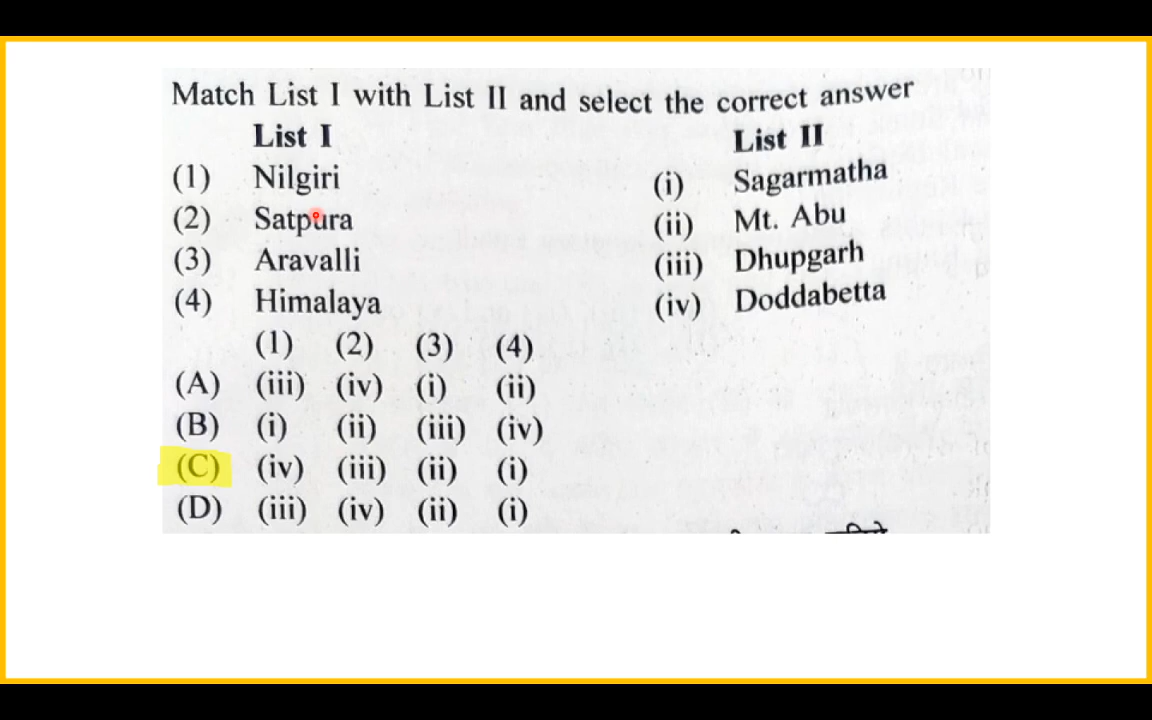 Match List I with List II and select the correct answer
List I List II
(1) Nilgiri (i) Sagarmatha
(2) Satpura (ii) Mt. Abu
(3) Aravalli (iii) Dhupgarh
(4) Himalaya (iv) Doddabetta
(1) (2) (3) (4)
(A) (iii) (iv) (i) (ii)
(B) (i) (ii) (iii) (iv)
(C) (iv) (iii) (ii) (i)
(D) (iii) (iv) (ii) (i)